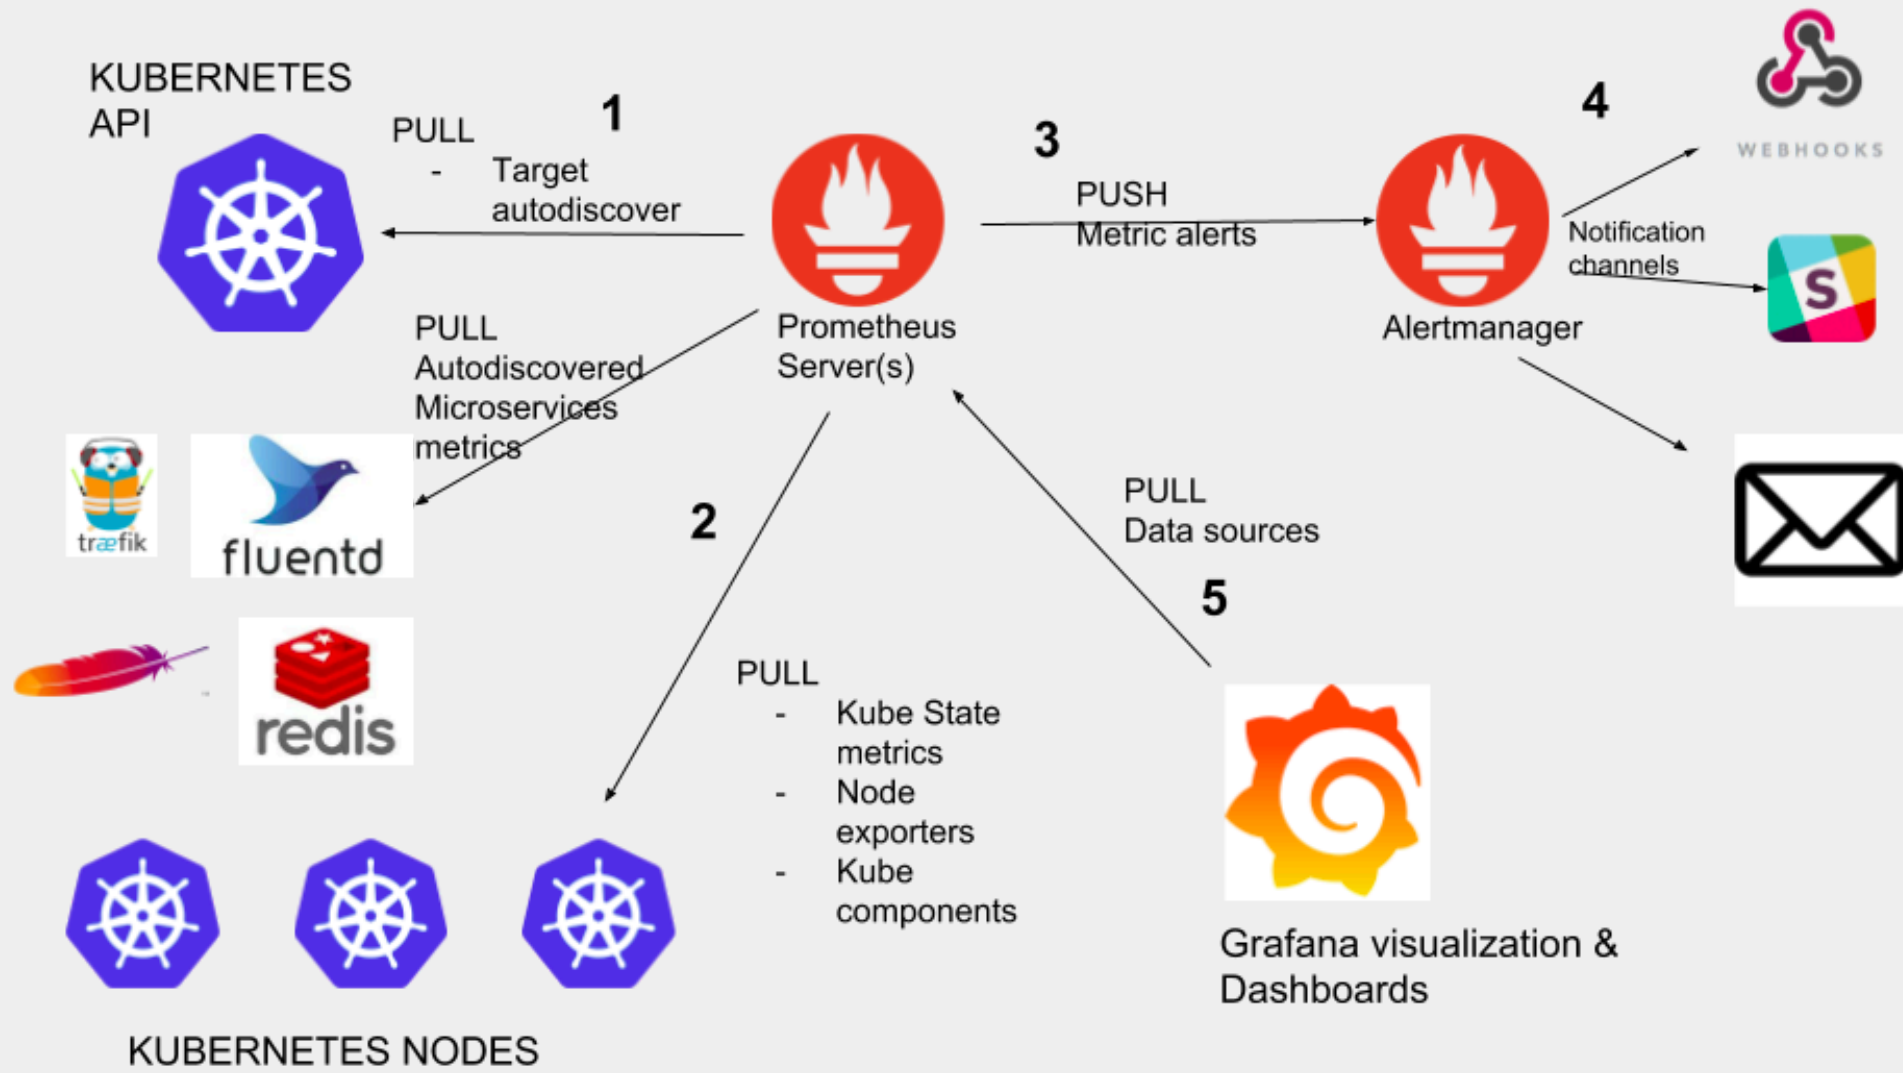 KUBERNETES
API
PULL
- Target
autodiscover
1
3
PUSH
Metric alerts
4
WEBHOOKS
Notification
channels
S
Prometheus
Server(s)
Alertmanager
PULL
Autodiscovered
Microservices
metrics
træfik
fluentd
redis
2
PULL
- Kube State
metrics
- Node
exporters
- Kube
components
PULL
Data sources
5
Grafana visualization &
Dashboards
KUBERNETES NODES